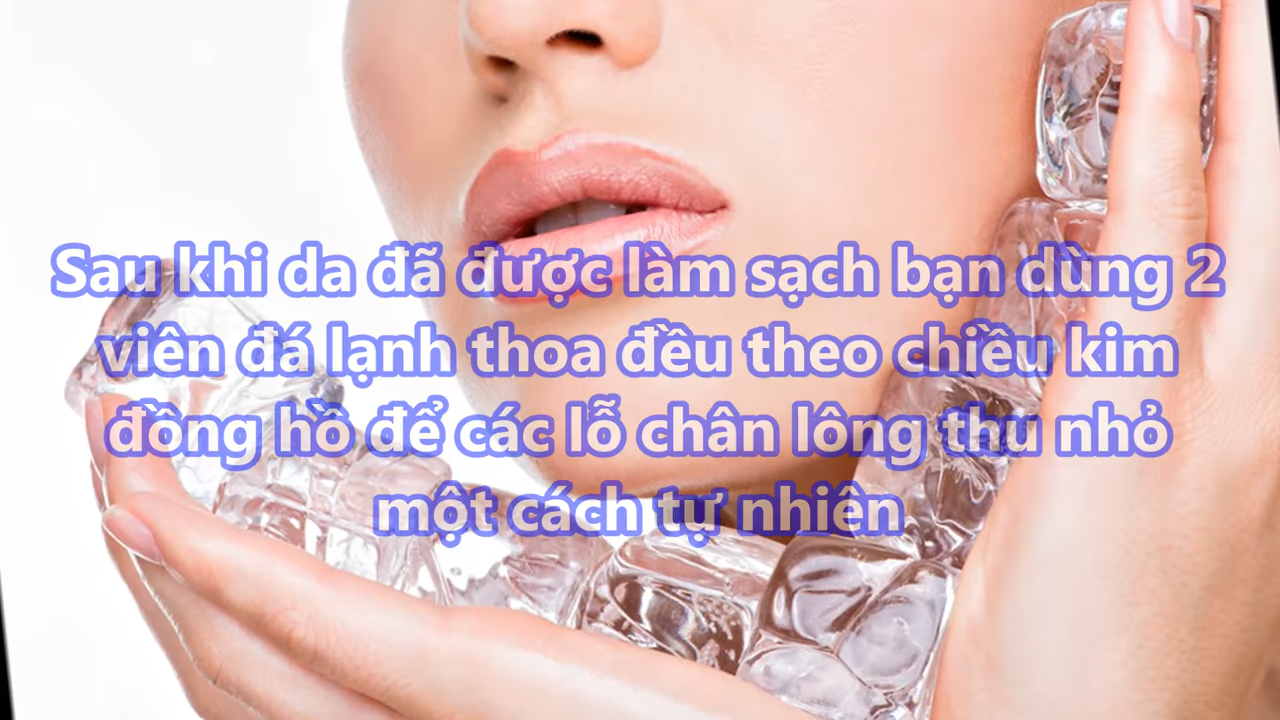 Sau khi da đã được làm sạch bạn dùng 2
viên đá lạnh thoa đều theo chiều kim
đồng hồ để các lỗ chân lông thu nhỏ
một cách tự nhiên